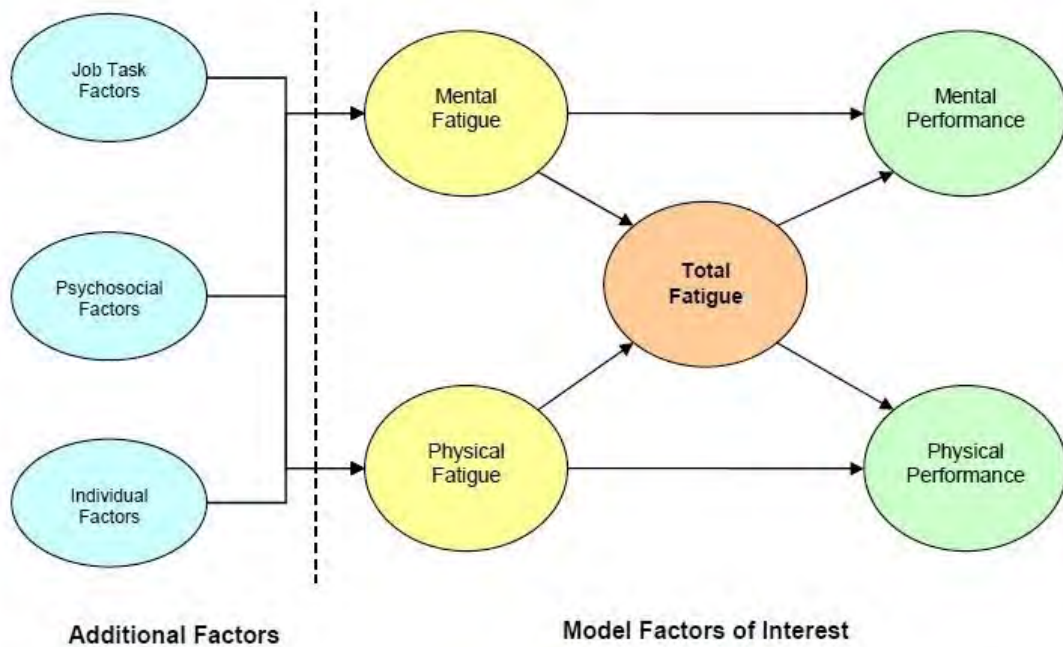 Job Task
Factors
Psychosocial
Factors
Individual
Factors
Mental
Fatigue
Physical
Fatigue
Total
Fatigue
Mental
Performance
Physical
Performance
Additional Factors
Model Factors of Interest